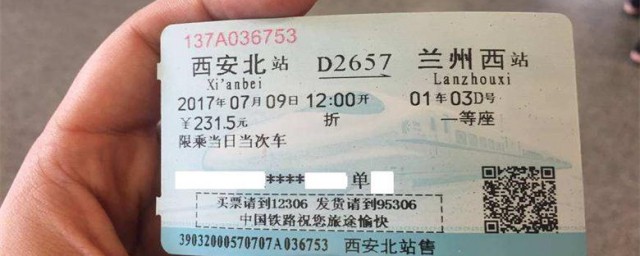 137A036753
西安北站 D2657 兰州西站
Xi'anbei Lanzhouxi
2017年07月09日 12:00开 01车03D号
￥231.5元 折 一等座
限乘当日当次车
****单
买票请到12306 发货请到95306
中国铁路祝您旅途愉快
39032000570707A036753 西安北站售